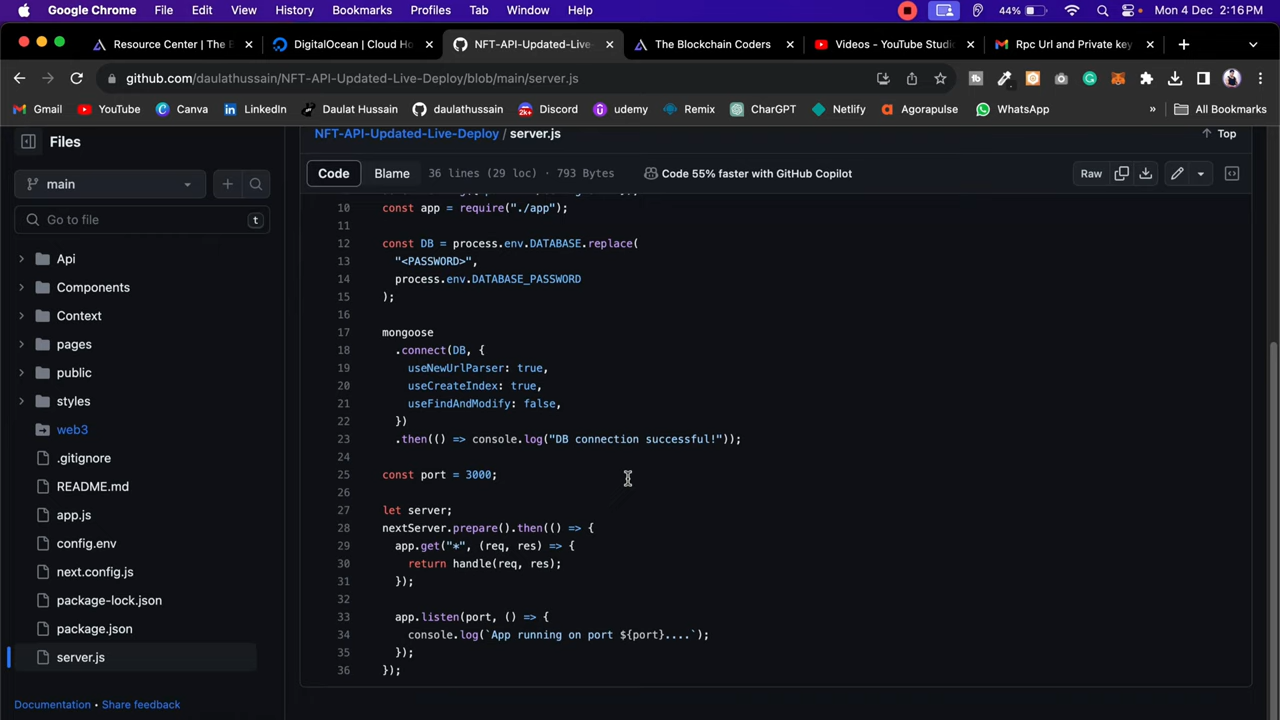 Google Chrome File Edit View History Bookmarks Profiles Tab Window Help 44% Mon 4 Dec 2:16 PM
Resource Center | The E DigitalOcean | Cloud Ho NFT-API-Updated-Live- The Blockchain Coders Videos - YouTube Studio Rpc Url and Private key
github.com/daulathussain/NFT-API-Updated-Live-Deploy/blob/main/server.js
Gmail YouTube Canva LinkedIn Daulat Hussain daulathussain Discord udemy Remix CharGPT Netlify Agorapulse WhatsApp » All Bookmarks
Files
NFT-API-Updated-Live-Deploy / server.js
Top
main
Code Blame 36 lines (29 loc) · 793 Bytes Code 55% faster with GitHub Copilot Raw
Go to file t
Api
Components
Context
pages
public
styles
web3
.gitignore
README.md
app.js
config.env
next.config.js
package-lock.json
package.json
server.js
Documentation · Share feedback
10 const app = require("./app");
11
12 const DB = process.env.DATABASE.replace(
13 "<PASSWORD>",
14 process.env.DATABASE_PASSWORD
15 );
16
17 mongoose
18 .connect(DB, {
19 useNewUrlParser: true,
20 useCreateIndex: true,
21 useFindAndModify: false,
22 })
23 .then(() => console.log("DB connection successful!"));
24
25 const port = 3000;
26
27 let server;
28 nextServer.prepare().then(() => {
29 app.get("*", (req, res) => {
30 return handle(req, res);
31 });
32
33 app.listen(port, () => {
34 console.log(`App running on port ${port}....`);
35 });
36 });